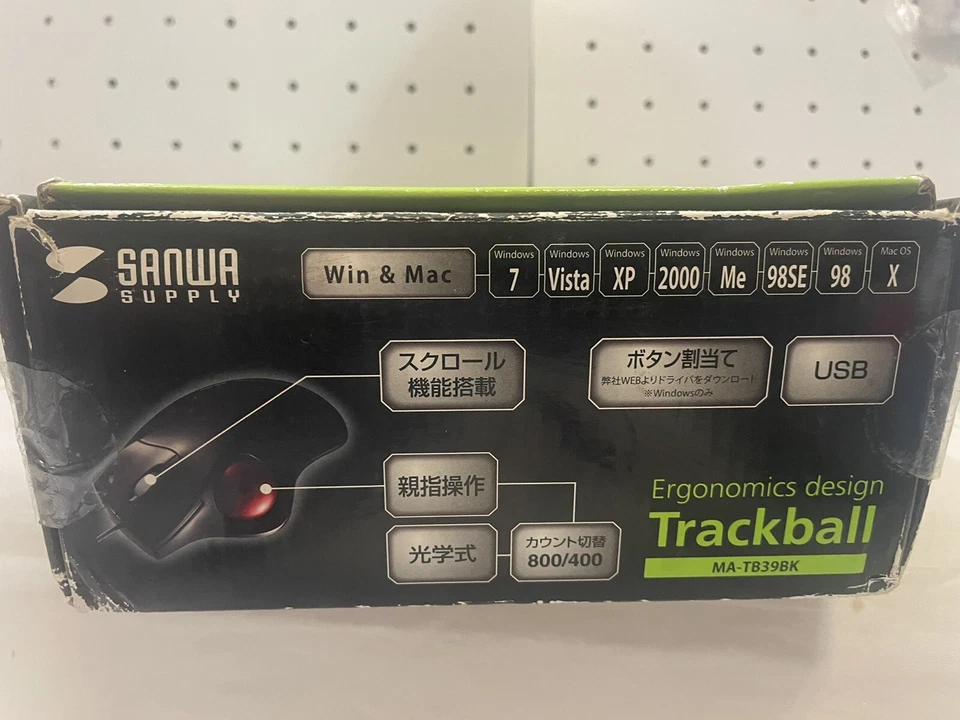 SANWA
SUPPLY
Win & Mac
Windows
7
Windows
Vista
Windows
XP
Windows
2000
Windows
Me
Windows
98SE
Windows
98
Mac OS
X
スクロール
機能搭載
ボタン割当て
弊社WEBよりドライバをダウンロード
※Windowsのみ
USB
親指操作
光学式
カウント切替
800/400
Ergonomics design
Trackball
MA-TB39BK